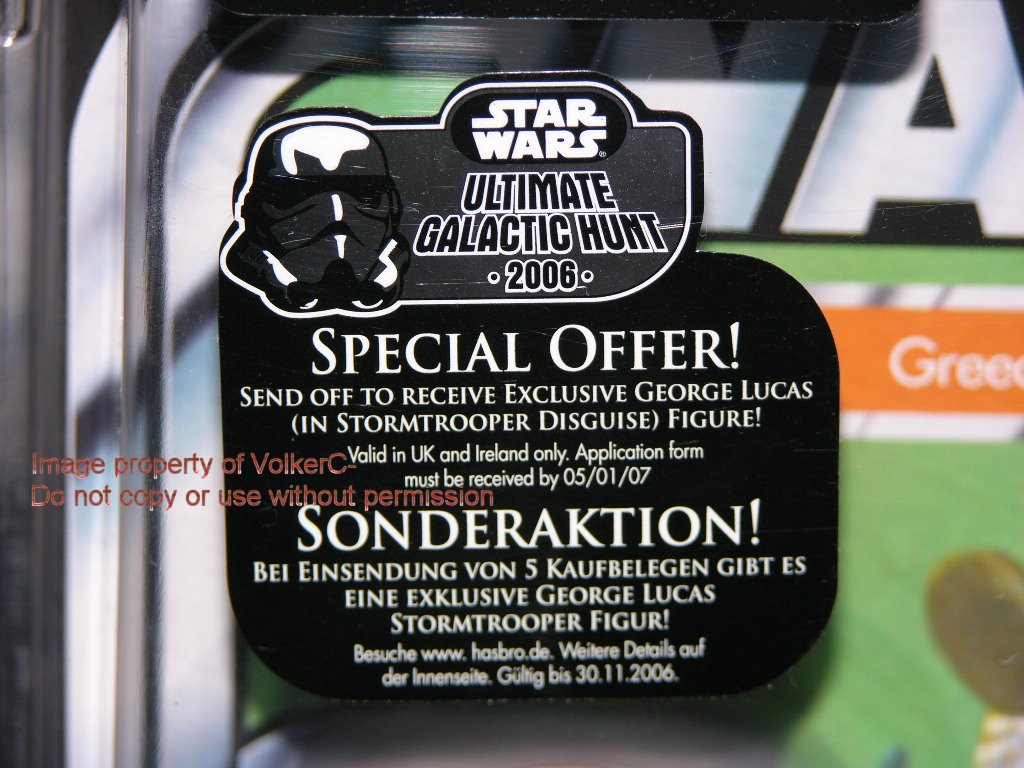 STAR
WARS
ULTIMATE
GALACTIC HUNT
• 2006 •
SPECIAL OFFER!
SEND OFF TO RECEIVE EXCLUSIVE GEORGE LUCAS
(IN STORMTROOPER DISGUISE) FIGURE!
Valid in UK and Ireland only. Application form
must be received by 05/01/07
Image property of VolkerC-
Do not copy or use without permission
SONDERAKTION!
BEI EINSENDUNG VON 5 KAUFBELEGEN GIBT ES
EINE EXKLUSIVE GEORGE LUCAS
STORMTROOPER FIGUR!
Besuche www. hasbro.de. Weitere Details auf
der Innenseite. Gültig bis 30.11.2006.